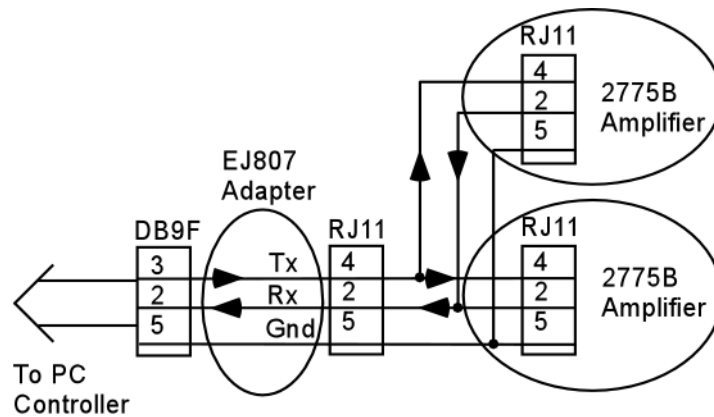 RJ11
4
2
5
2775B
Amplifier
EJ807
Adapter
DB9F
3
2
5
Tx
Rx
Gnd
RJ11
4
2
5
RJ11
4
2
5
2775B
Amplifier
To PC
Controller